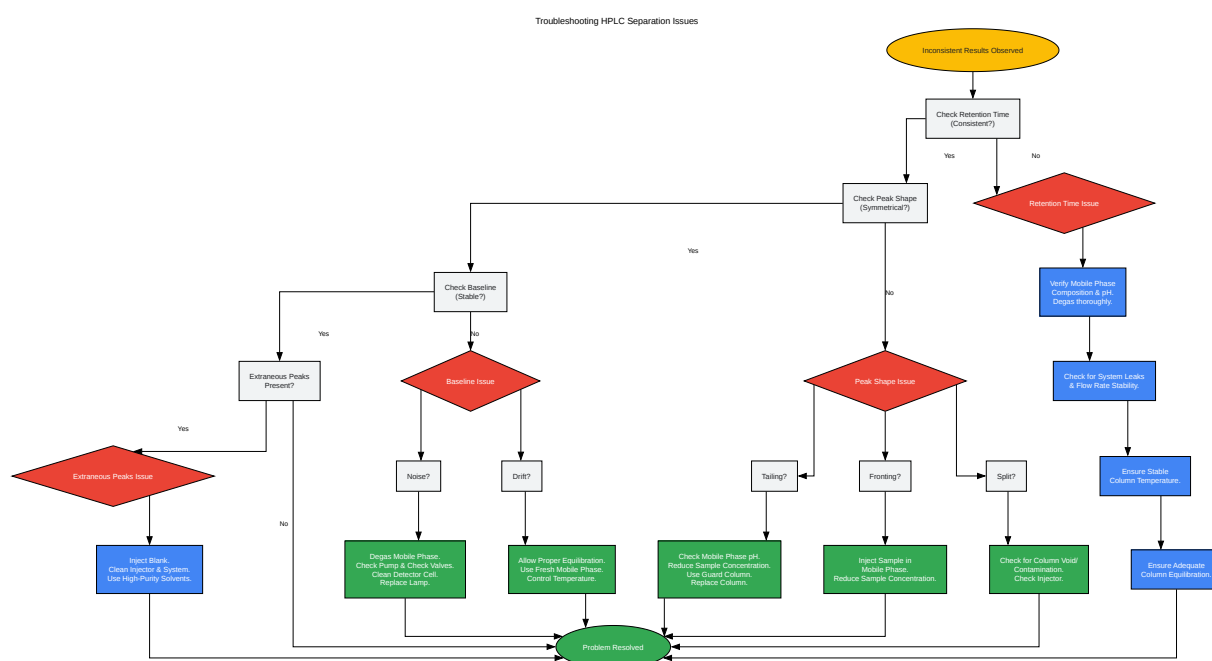 Troubleshooting HPLC Separation Issues
Inconsistent Results Observed
Check Retention Time
(Consistent?)
Yes
No
Check Peak Shape
(Symmetrical?)
Retention Time Issue
Yes
No
Verify Mobile Phase
Composition & pH.
Degas thoroughly.
Check Baseline
(Stable?)
Yes
No
Extraneous Peaks
Present?
Baseline Issue
Peak Shape Issue
Check for System Leaks
& Flow Rate Stability.
Yes
No
Extraneous Peaks Issue
Noise?
Drift?
Tailing?
Fronting?
Split?
Ensure Stable
Column Temperature.
Inject Blank.
Clean Injector & System.
Use High-Purity Solvents.
Degas Mobile Phase.
Check Pump & Check Valves.
Clean Detector Cell.
Replace Lamp.
Allow Proper Equilibration.
Use Fresh Mobile Phase.
Control Temperature.
Check Mobile Phase pH.
Reduce Sample Concentration.
Use Guard Column.
Replace Column.
Inject Sample in
Mobile Phase.
Reduce Sample Concentration.
Check for Column Void/
Contamination.
Check Injector.
Ensure Adequate
Column Equilibration.
Problem Resolved